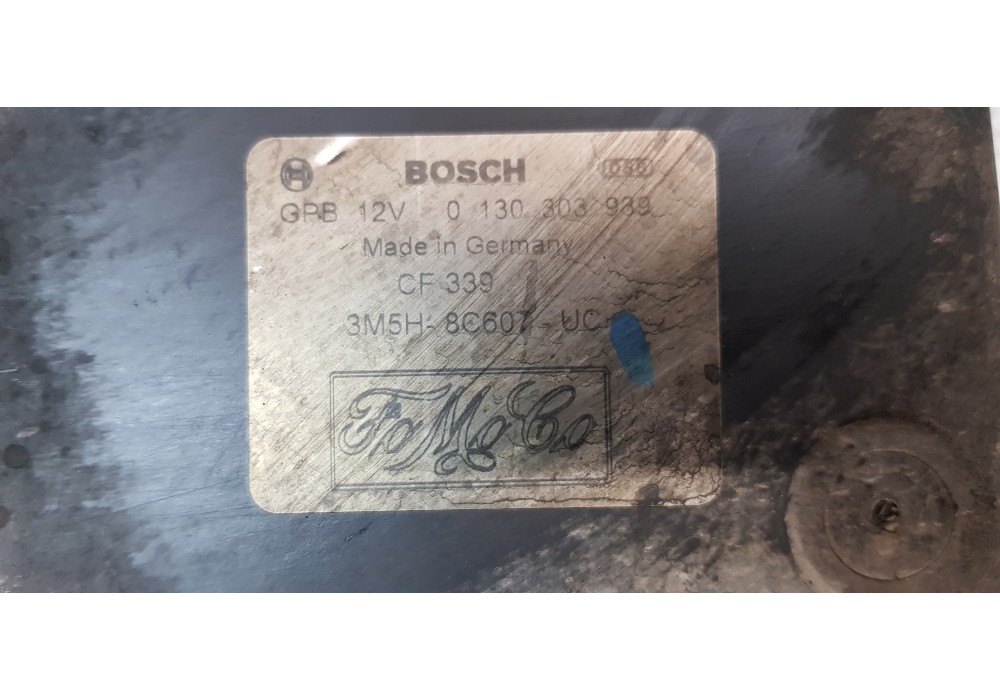 BOSCH
GPB 12V 0 130 303 939
Made in Germany
CF 339
3M5H- 8C607 - UC
FoMoCo